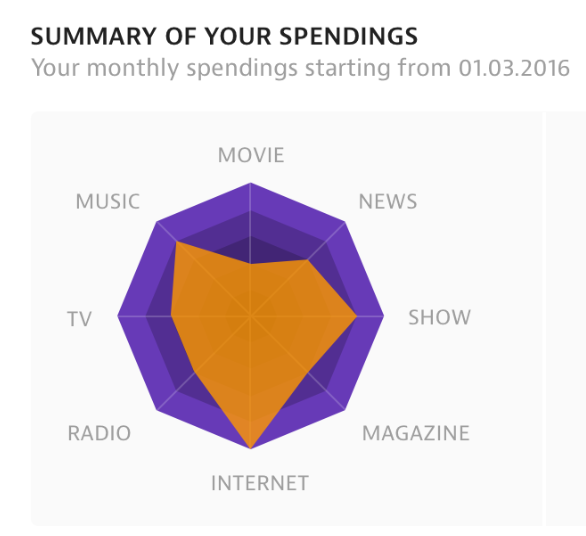 SUMMARY OF YOUR SPENDINGS
Your monthly spendings starting from 01.03.2016
MOVIE
MUSIC
NEWS
TV
SHOW
RADIO
MAGAZINE
INTERNET